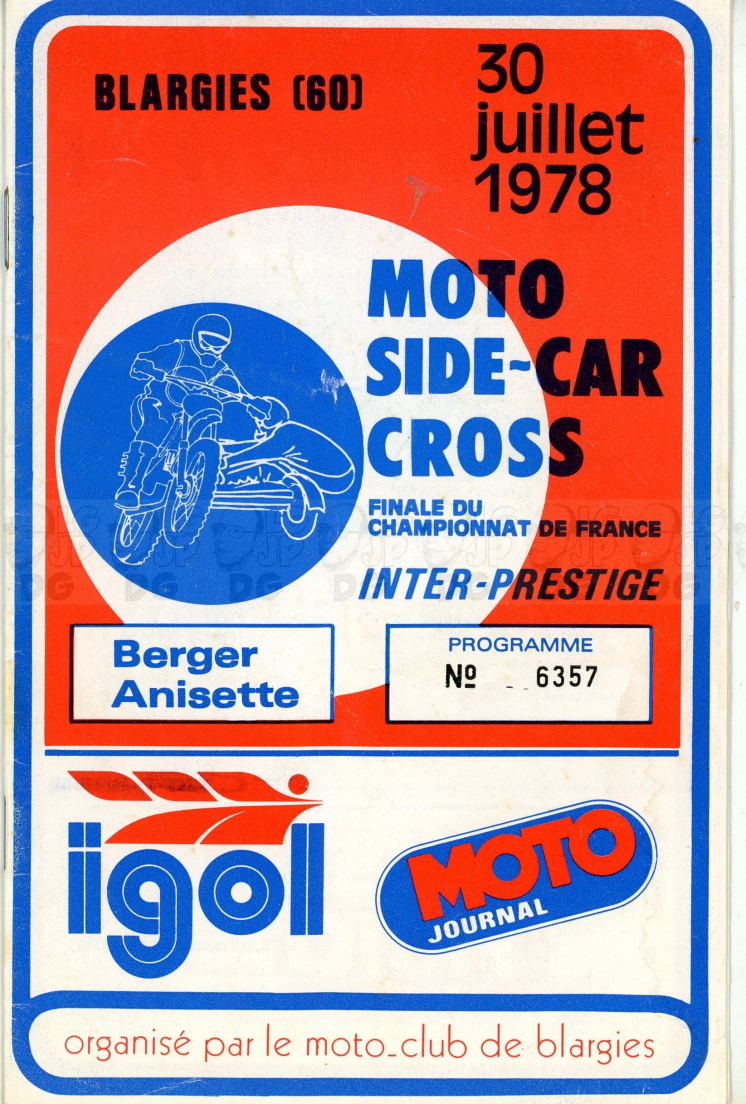 BLARGIES (60)
30
juillet
1978
MOTO
SIDE-CAR
CROSS
FINALE DU
CHAMPIONNAT DE FRANCE
INTER-PRESTIGE
Berger
Anisette
PROGRAMME
Nº 6357
igol
MOTO
JOURNAL
organisé par le moto-club de blargies